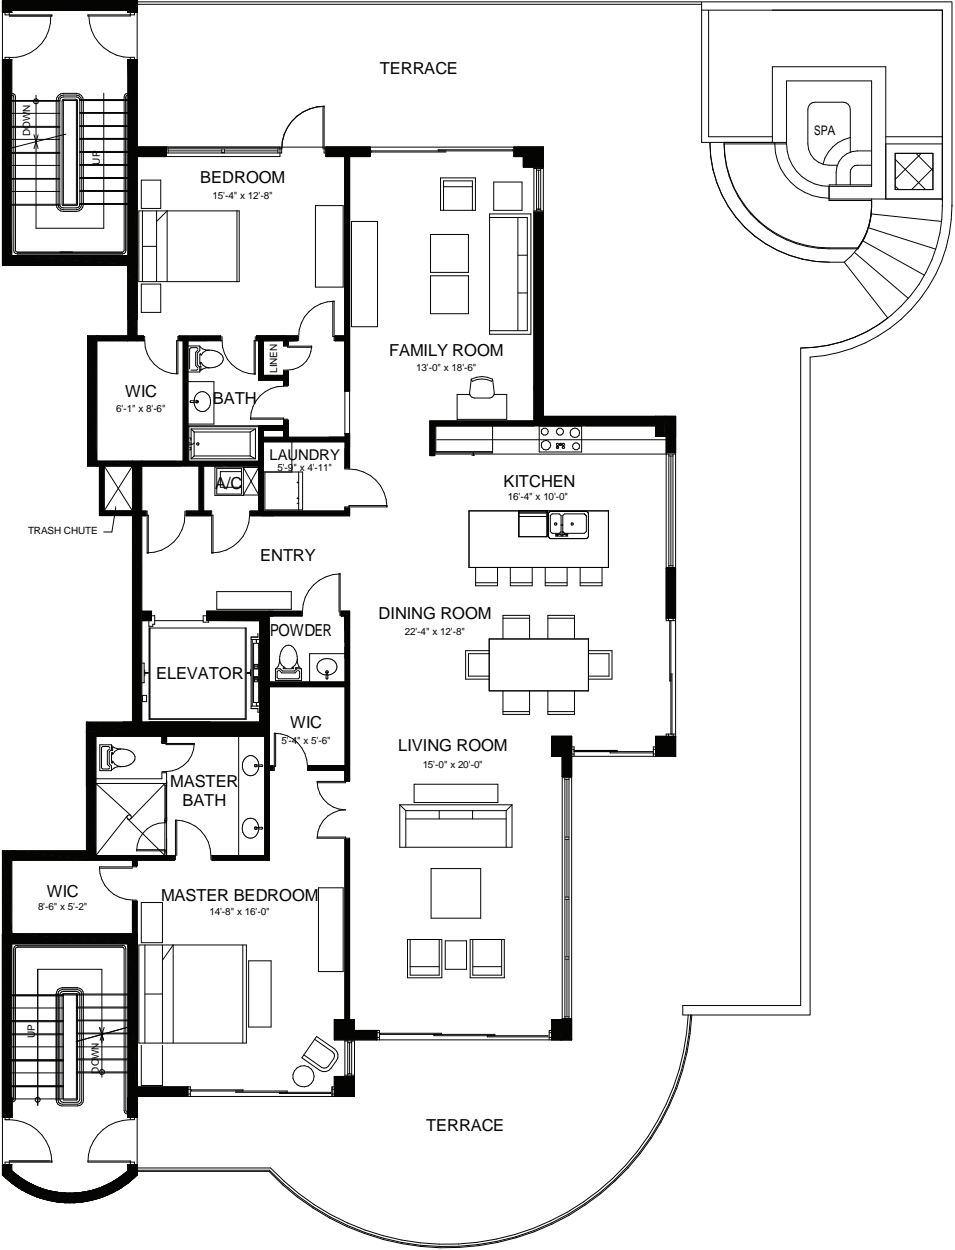 TERRACE
DOWN
UP
SPA
BEDROOM
15'-4" x 12'-8"
FAMILY ROOM
13'-0" x 18'-6"
LINEN
WIC
6'-1" x 8'-6"
BATH
LAUNDRY
5'-9" x 4'-11"
A/C
KITCHEN
16'-4" x 10'-0"
TRASH CHUTE
ENTRY
DINING ROOM
22'-4" x 12'-8"
POWDER
ELEVATOR
WIC
5'-4" x 5'-6"
LIVING ROOM
15'-0" x 20'-0"
MASTER
BATH
WIC
8'-6" x 5'-2"
MASTER BEDROOM
14'-8" x 16'-0"
UP
DOWN
TERRACE